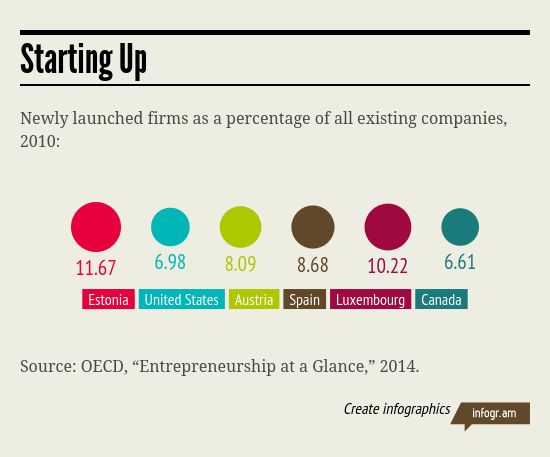 Starting Up
Newly launched firms as a percentage of all existing companies,
2010:
11.67 6.98 8.09 8.68 10.22 6.61
Estonia United States Austria Spain Luxembourg Canada
Source: OECD, “Entrepreneurship at a Glance,” 2014.
Create infographics infogr.am